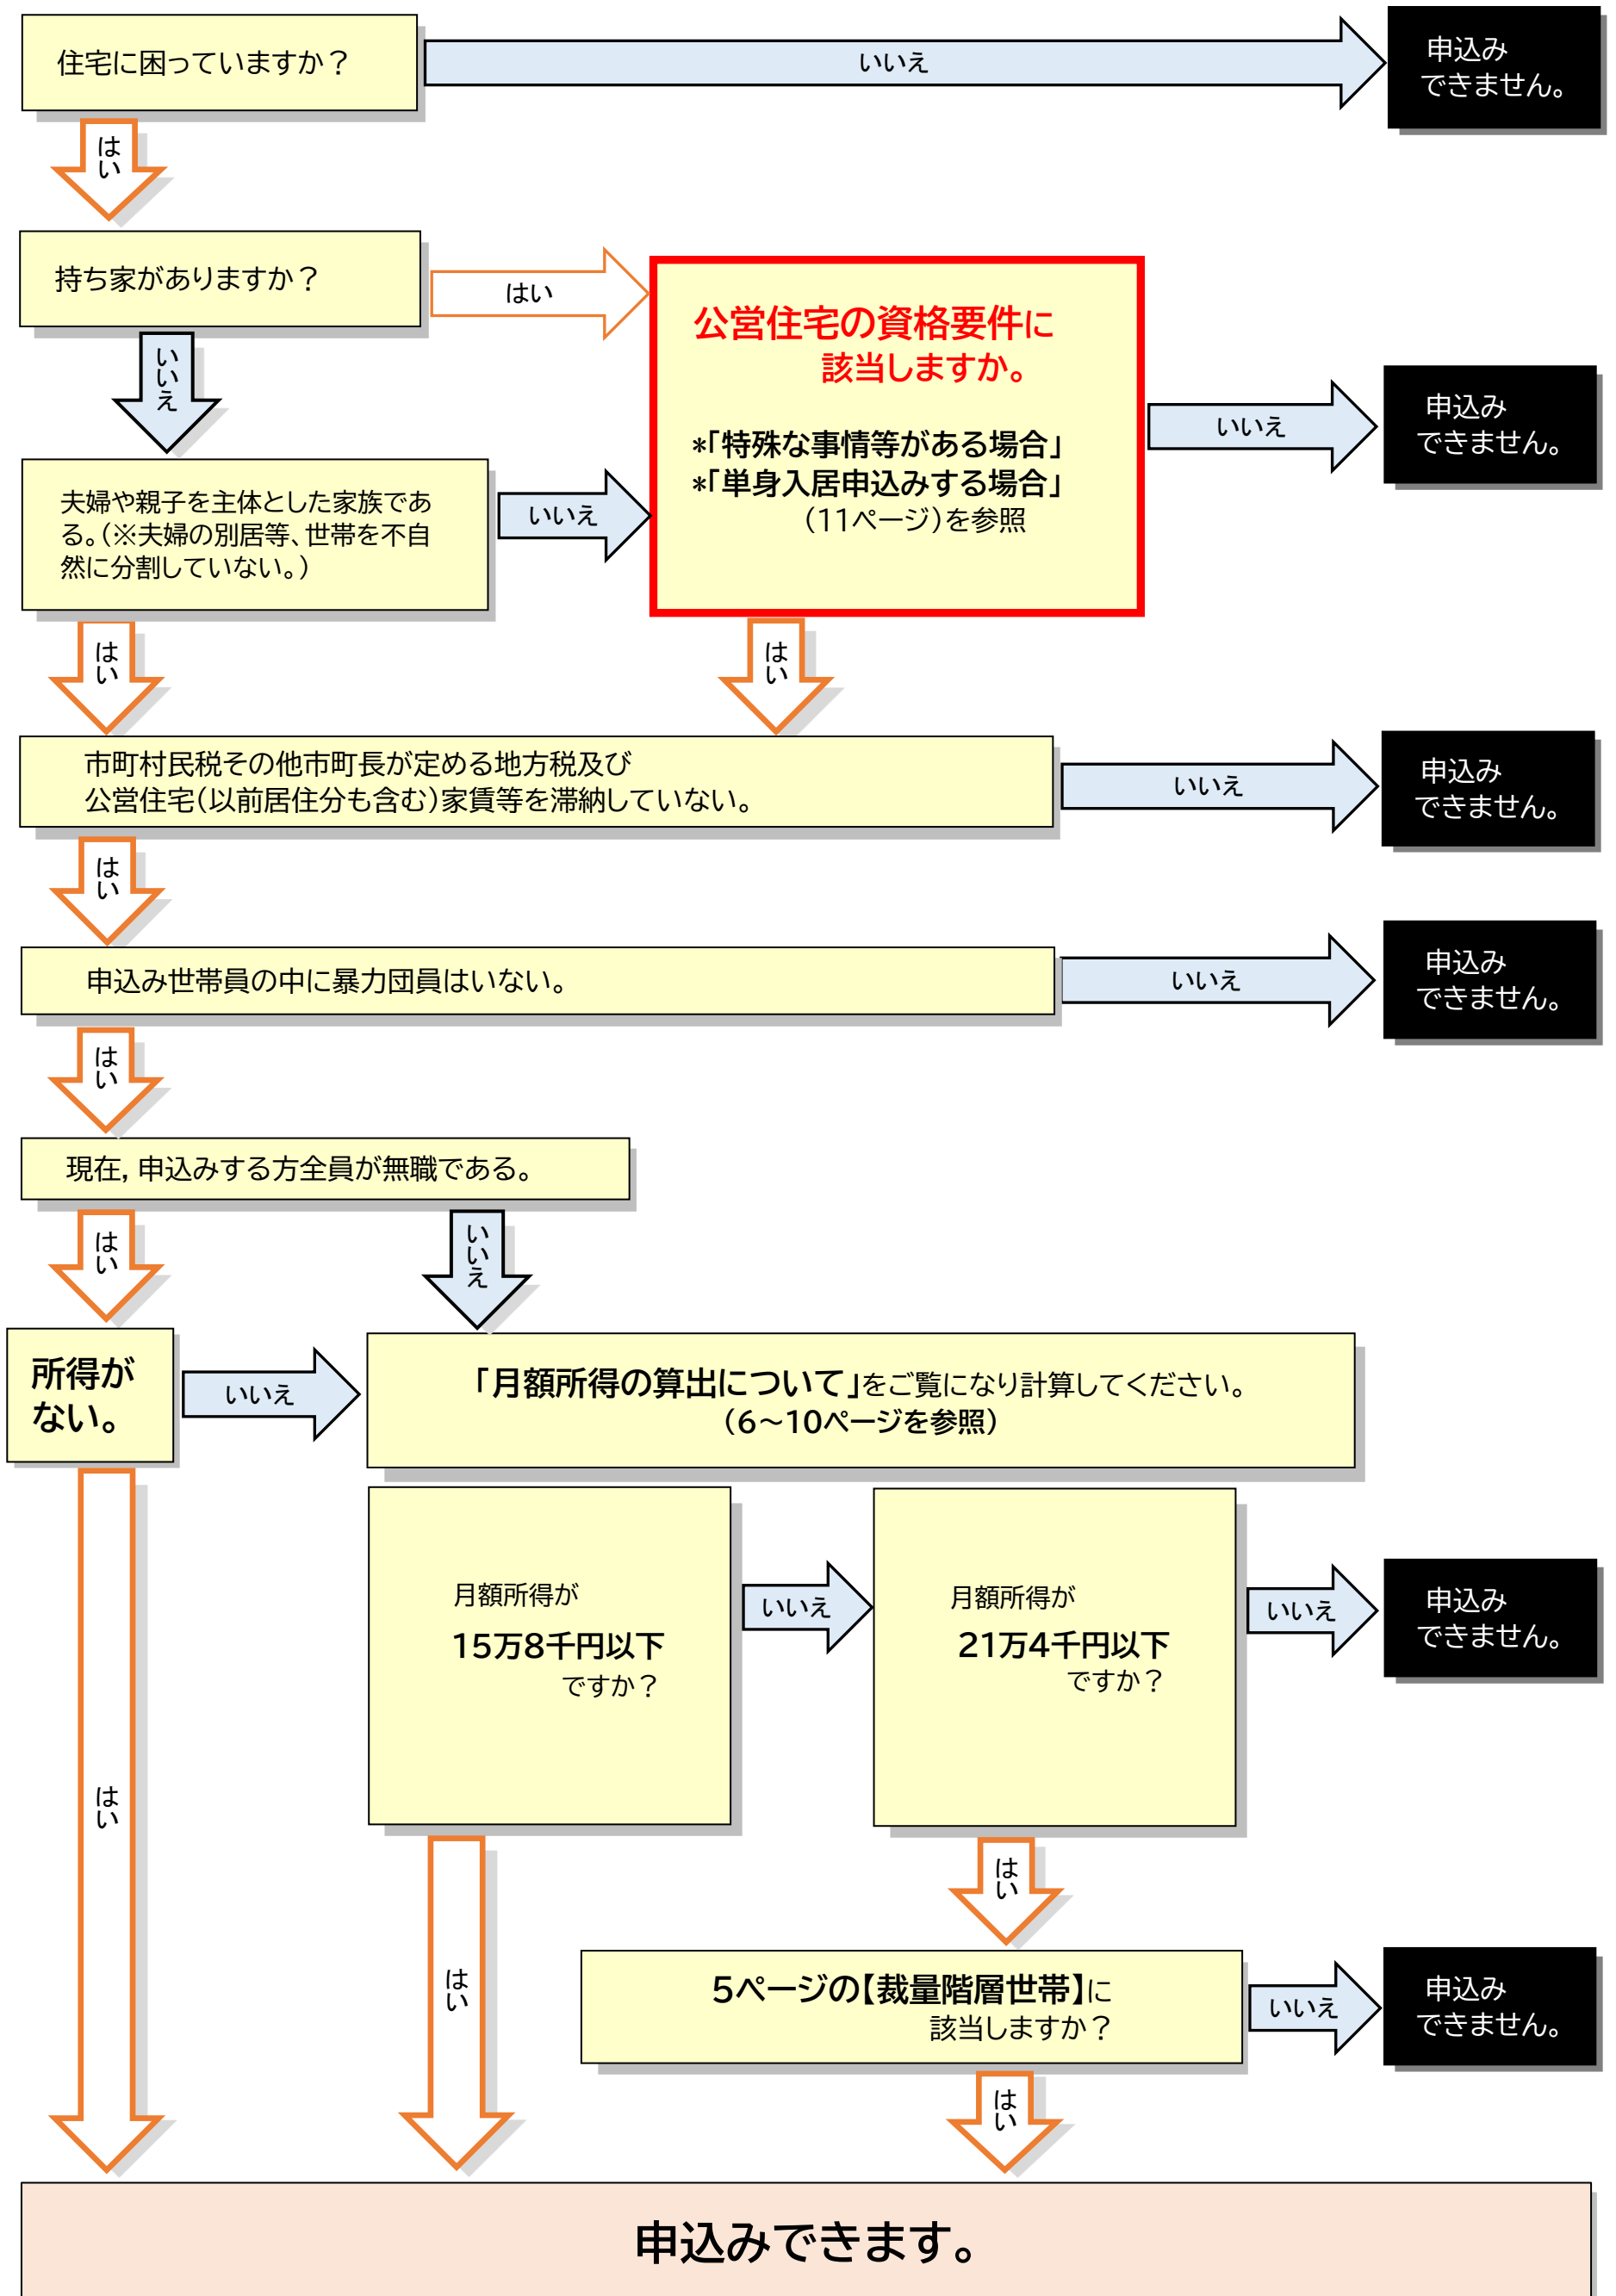 住宅に困っていますか？
いいえ
申込み
できません。
はい
持ち家がありますか？
はい
公営住宅の資格要件に
該当しますか。
*「特殊な事情等がある場合」
*「単身入居申込みする場合」
（11ページ）を参照
いいえ
申込み
できません。
いいえ
夫婦や親子を主体とした家族であ
る。（※夫婦の別居等、世帯を不自
然に分割していない。）
いいえ
はい
はい
市町村民税その他市町長が定める地方税及び
公営住宅（以前居住分も含む）家賃等を滞納していない。
いいえ
申込み
できません。
はい
申込み世帯員の中に暴力団員はいない。
いいえ
申込み
できません。
はい
現在，申込みする方全員が無職である。
はい
いいえ
所得が
ない。
いいえ
「月額所得の算出について」をご覧になり計算してください。
（6～10ページを参照）
月額所得が
15万8千円以下
ですか？
いいえ
月額所得が
21万4千円以下
ですか？
いいえ
申込み
できません。
はい
はい
はい
5ページの【裁量階層世帯】に
該当しますか？
いいえ
申込み
できません。
はい
申込みできます。